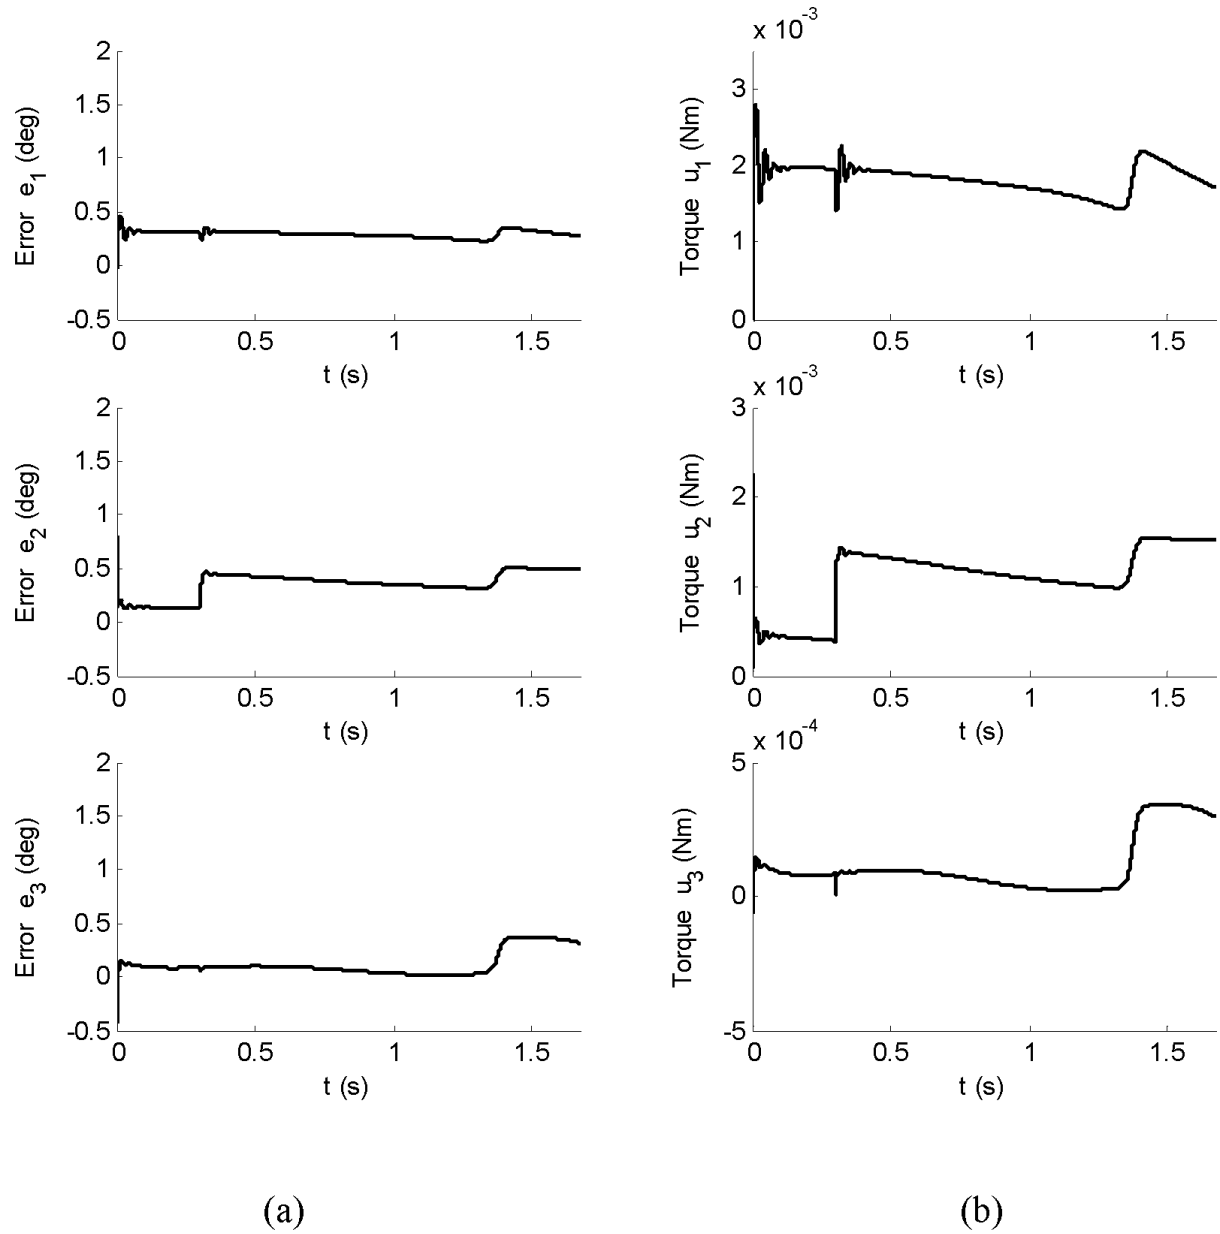 2
1.5
1
0.5
0
-0.5
Error e1 (deg)
0 0.5 1 1.5
t (s)
x 10-3
3
2
1
0
Torque u1 (Nm)
0 0.5 1 1.5
t (s)
2
1.5
1
0.5
0
-0.5
Error e2 (deg)
0 0.5 1 1.5
t (s)
x 10-3
3
2
1
0
Torque u2 (Nm)
0 0.5 1 1.5
t (s)
2
1.5
1
0.5
0
-0.5
Error e3 (deg)
0 0.5 1 1.5
t (s)
x 10-4
5
0
-5
Torque u3 (Nm)
0 0.5 1 1.5
t (s)
(a)
(b)